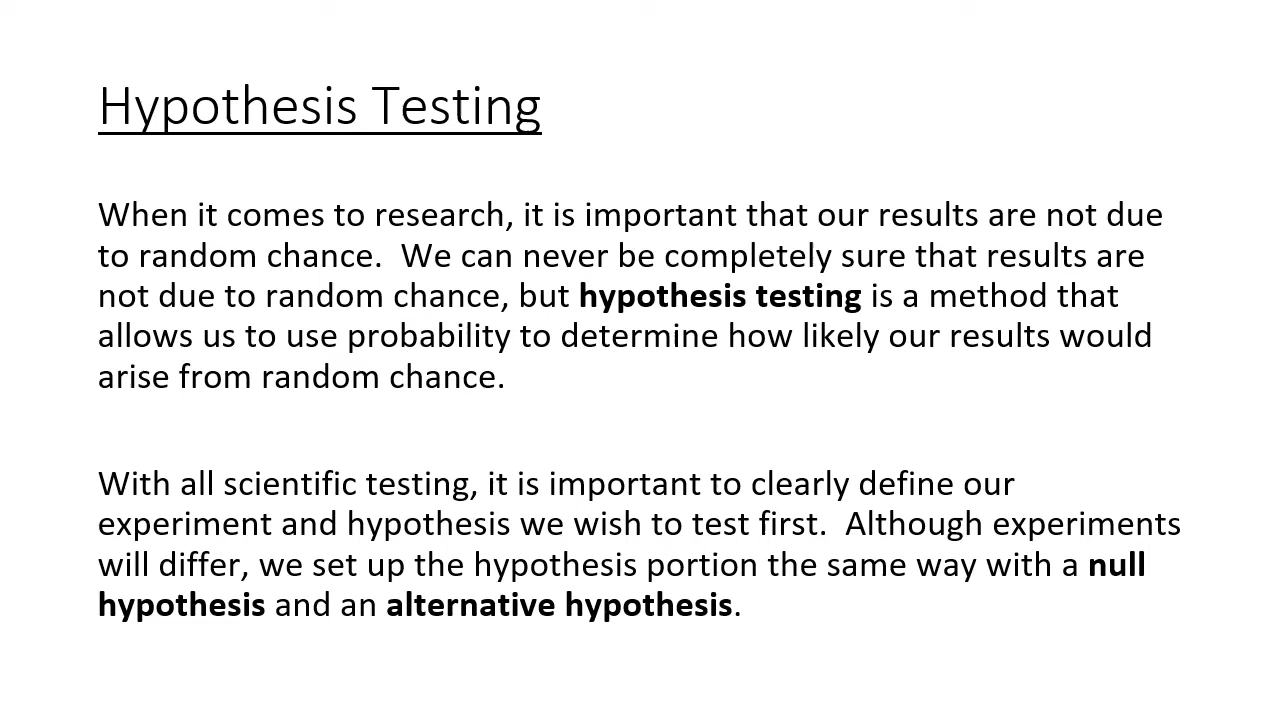 Hypothesis Testing
When it comes to research, it is important that our results are not due
to random chance.  We can never be completely sure that results are
not due to random chance, but hypothesis testing is a method that
allows us to use probability to determine how likely our results would
arise from random chance.
With all scientific testing, it is important to clearly define our
experiment and hypothesis we wish to test first.  Although experiments
will differ, we set up the hypothesis portion the same way with a null
hypothesis and an alternative hypothesis.